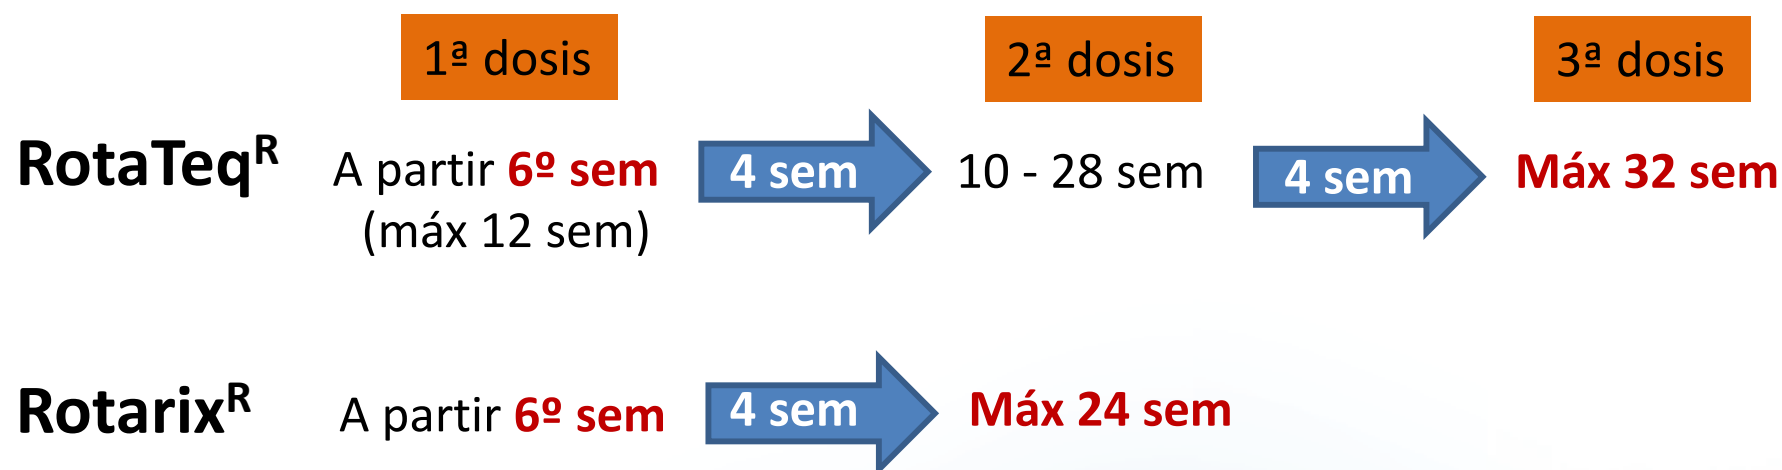 1ª dosis 2ª dosis 3ª dosis
RotaTeqᴿ A partir 6º sem 4 sem 10 - 28 sem 4 sem Máx 32 sem
(máx 12 sem)
Rotarixᴿ A partir 6º sem 4 sem Máx 24 sem